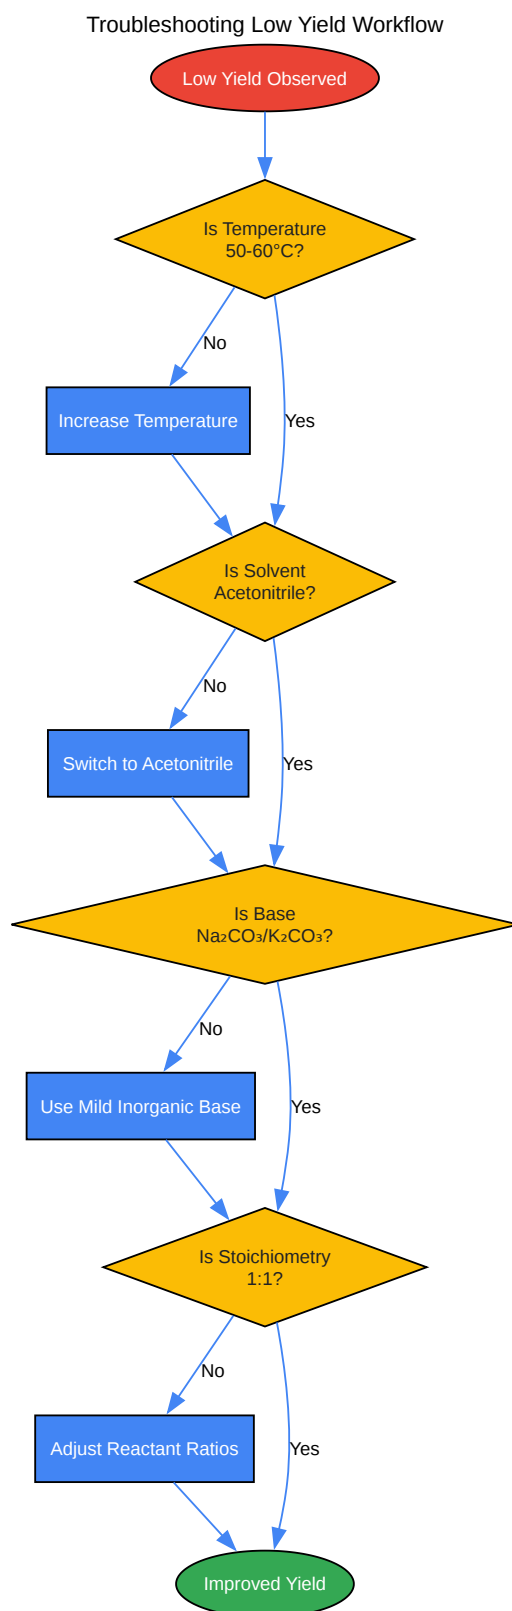 Troubleshooting Low Yield Workflow
Low Yield Observed
Is Temperature
50-60°C?
No
Increase Temperature
Yes
Is Solvent
Acetonitrile?
No
Switch to Acetonitrile
Yes
Is Base
Na₂CO₃/K₂CO₃?
No
Use Mild Inorganic Base
Yes
Is Stoichiometry
1:1?
No
Adjust Reactant Ratios
Yes
Improved Yield